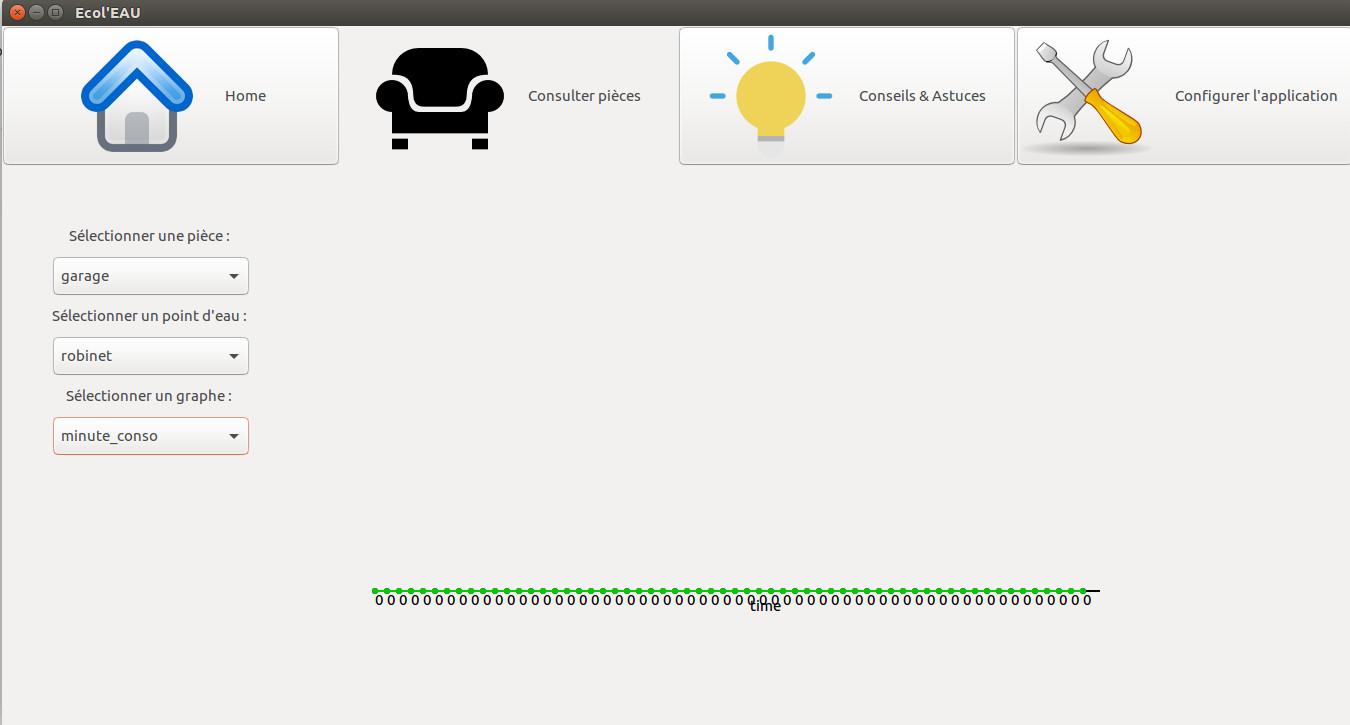 Ecol'EAU
Home
Consulter pièces
Conseils & Astuces
Configurer l'application
Sélectionner une pièce :
garage
Sélectionner un point d'eau :
robinet
Sélectionner un graphe :
minute_conso
0 0 0 0 0 0 0 0 0 0 0 0 0 0 0 0 0 0 0 0 0 0 0 0 0 0 0 0 0 0 0 0 0 0 0 0 0 0 0 0 0 0 0 0 0 0 0 0 0 0 0 0 0 0 0 0 0 0 0 0
time